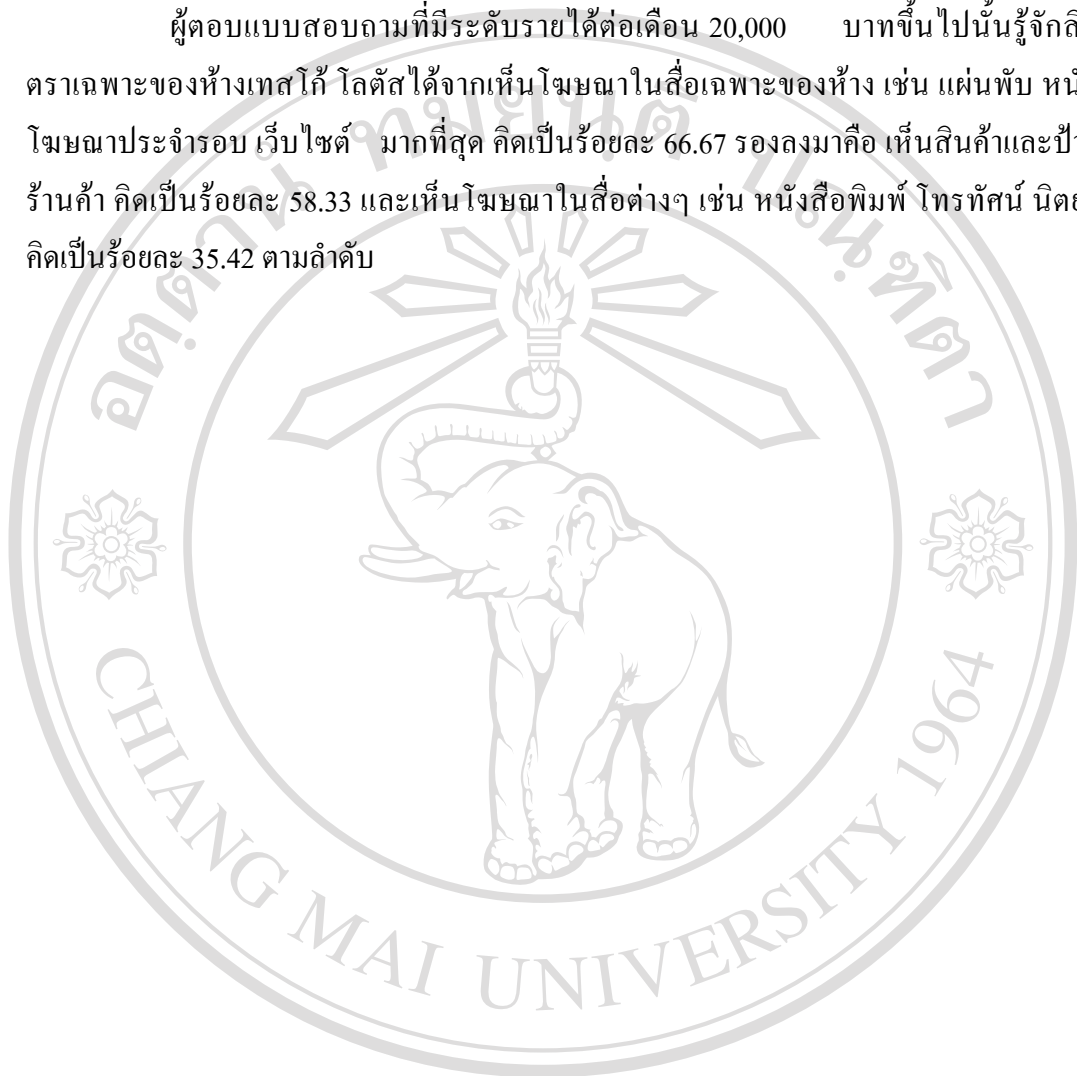 ผู้ตอบแบบสอบถามที่มีระดับรายได้ต่อเดือน 20,000 บาทขึ้นไปนั้นรู้จัก
ตราเฉพาะของห้างเทสโก้ โลตัสได้จากเห็นโฆษณาในสื่อเฉพาะของห้าง เช่น แผ่นพับ
โฆษณาประจำรอบ เว็บไซต์ มากที่สุด คิดเป็นร้อยละ 66.67 รองลงมาคือ เห็นสินค้าและ
ร้านค้า คิดเป็นร้อยละ 58.33 และเห็นโฆษณาในสื่อต่างๆ เช่น หนังสือพิมพ์ โทรทัศน์
คิดเป็นร้อยละ 35.42 ตามลำดับ
CHIANG MAI UNIVERSITY 1964